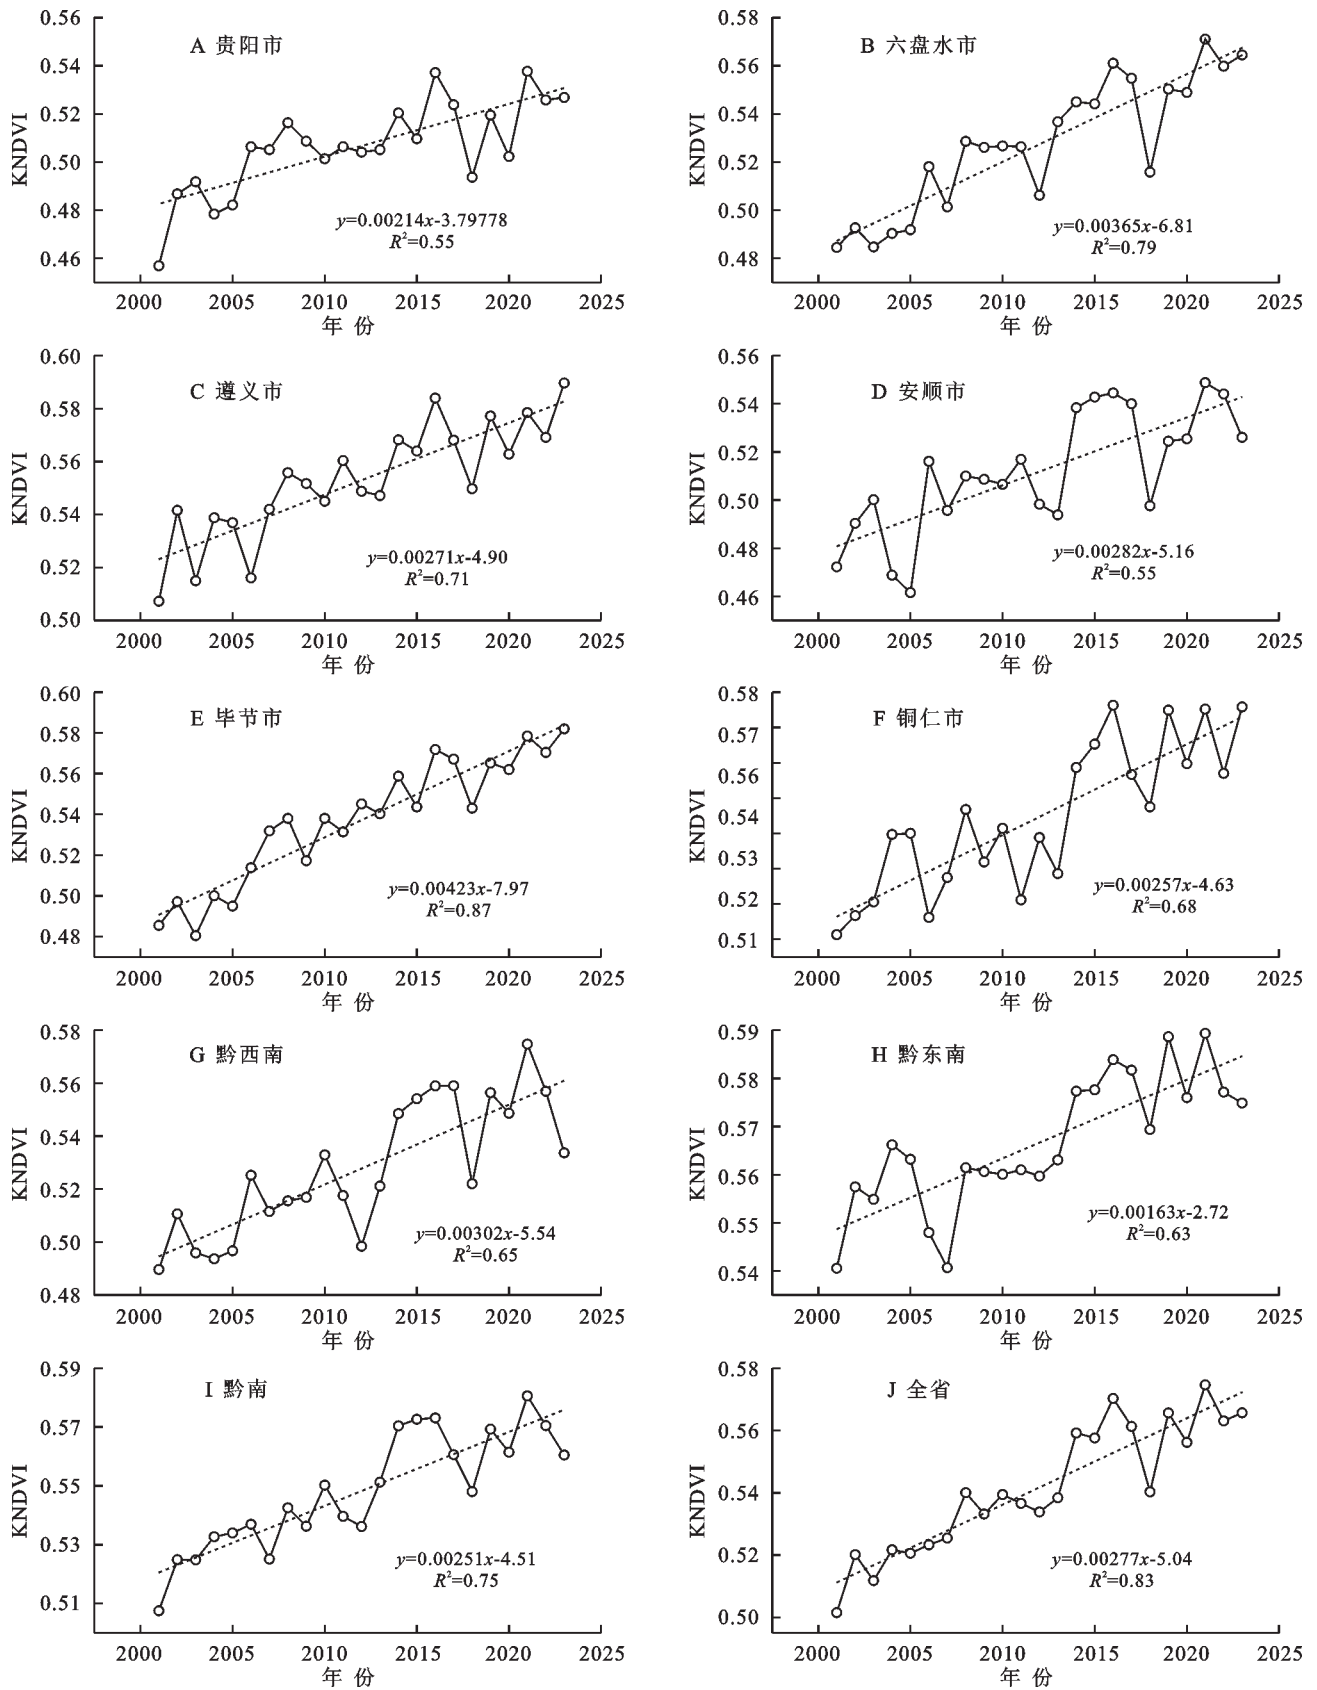 A 贵阳市
KNDVI
0.56
0.54
0.52
0.50
0.48
0.46
y=0.00214x-3.79778
R²=0.55
2000 2005 2010 2015 2020 2025
年 份
B 六盘水市
KNDVI
0.58
0.56
0.54
0.52
0.50
0.48
y=0.00365x-6.81
R²=0.79
2000 2005 2010 2015 2020 2025
年 份
C 遵义市
KNDVI
0.60
0.58
0.56
0.54
0.52
0.50
y=0.00271x-4.90
R²=0.71
2000 2005 2010 2015 2020 2025
年 份
D 安顺市
KNDVI
0.56
0.54
0.52
0.50
0.48
0.46
y=0.00282x-5.16
R²=0.55
2000 2005 2010 2015 2020 2025
年 份
E 毕节市
KNDVI
0.60
0.58
0.56
0.54
0.52
0.50
0.48
y=0.00423x-7.97
R²=0.87
2000 2005 2010 2015 2020 2025
年 份
F 铜仁市
KNDVI
0.58
0.57
0.56
0.54
0.53
0.52
0.51
y=0.00257x-4.63
R²=0.68
2000 2005 2010 2015 2020 2025
年 份
G 黔西南
KNDVI
0.58
0.56
0.54
0.52
0.50
0.48
y=0.00302x-5.54
R²=0.65
2000 2005 2010 2015 2020 2025
年 份
H 黔东南
KNDVI
0.59
0.58
0.57
0.56
0.55
0.54
y=0.00163x-2.72
R²=0.63
2000 2005 2010 2015 2020 2025
年 份
I 黔南
KNDVI
0.59
0.57
0.55
0.53
0.51
y=0.00251x-4.51
R²=0.75
2000 2005 2010 2015 2020 2025
年 份
J 全省
KNDVI
0.58
0.56
0.54
0.52
0.50
y=0.00277x-5.04
R²=0.83
2000 2005 2010 2015 2020 2025
年 份